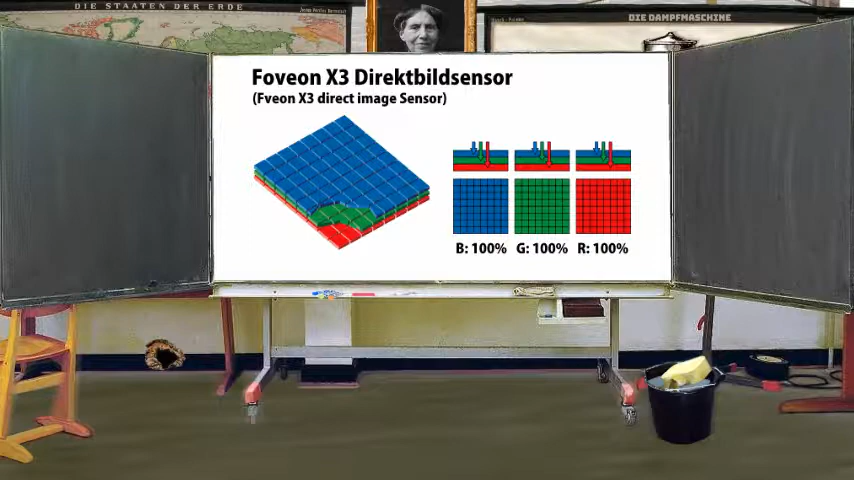 DIE STAATEN DER ERDE
DIE DAMPFMASCHINE
Foveon X3 Direktbildsensor
(Fveon X3 direct image Sensor)
B: 100% G: 100% R: 100%